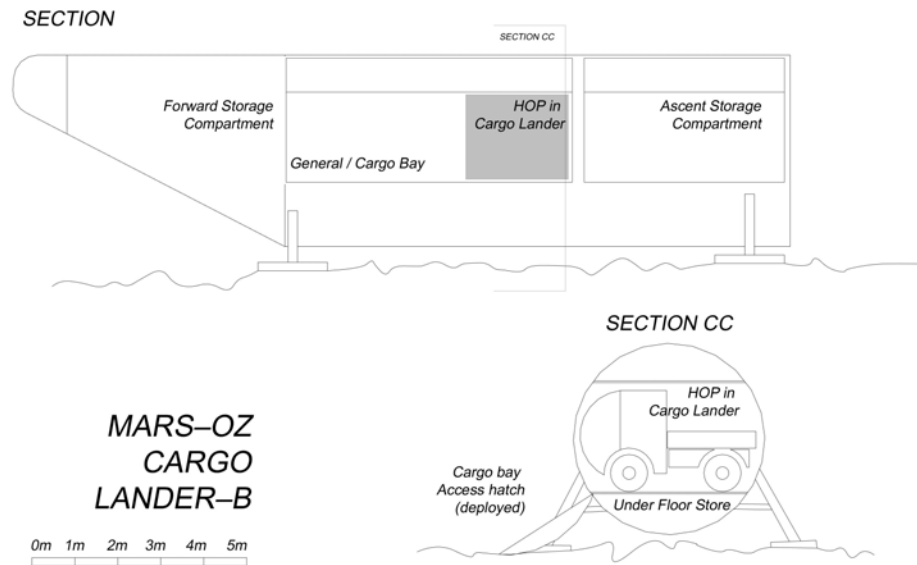 SECTION
SECTION CC
Forward Storage
Compartment
HOP in
Cargo Lander
Ascent Storage
Compartment
General / Cargo Bay
SECTION CC
HOP in
Cargo Lander
MARS–OZ
CARGO
LANDER–B
Cargo bay
Access hatch
(deployed)
Under Floor Store
0m 1m 2m 3m 4m 5m